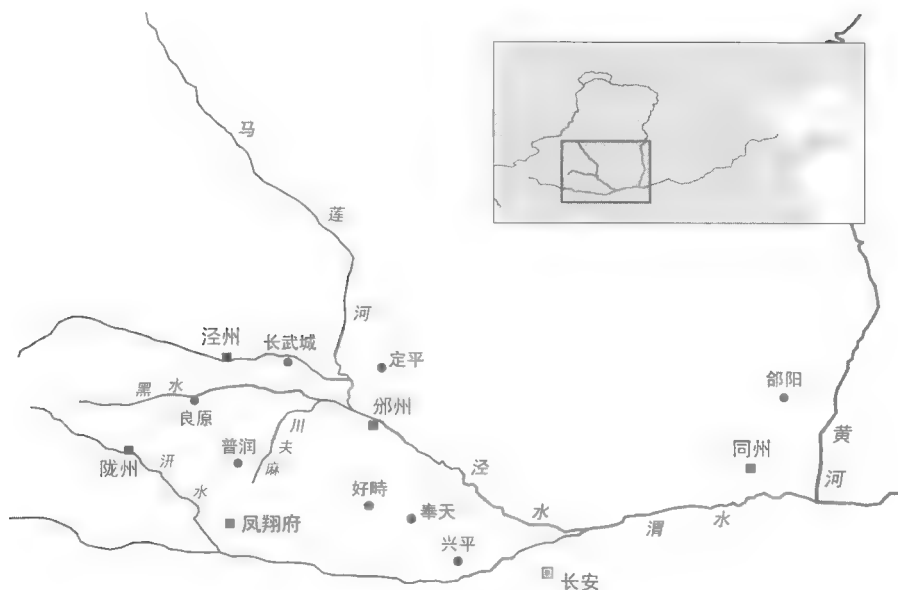 马
莲
河
泾州
长武城
定平
黑水
良原
邠州
郃阳
川夫麻
普润
陇州
汧
水
泾
水
同州
黄
河
好畤
奉天
凤翔府
渭水
兴平
长安